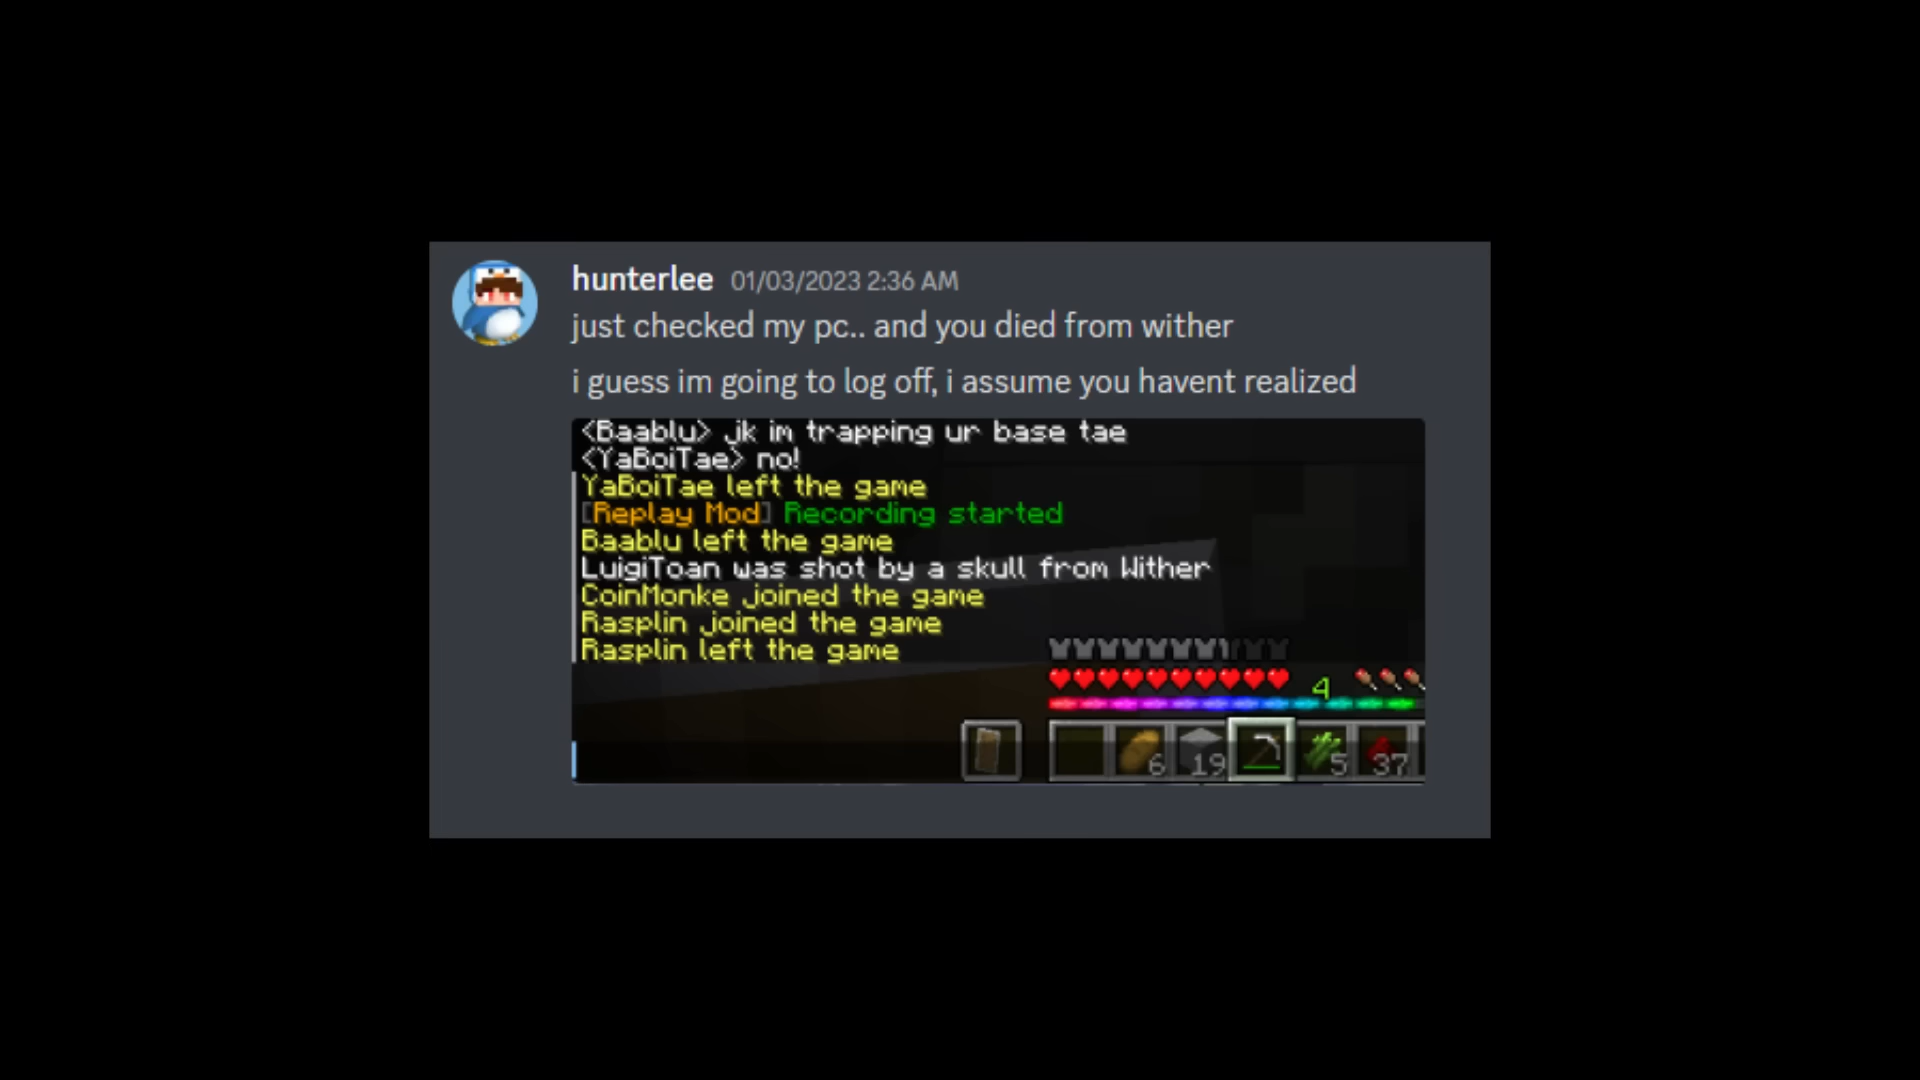 hunterlee 01/03/2023 2:36 AM
just checked my pc.. and you died from wither
i guess im going to log off, i assume you havent realized
<Baablu> jk im trapping ur base tae
<YaBoiTae> no!
YaBoiTae left the game
[Replay Mod] Recording started
Baablu left the game
LuigiToan was shot by a skull from Wither
CoinMonke joined the game
Rasplin joined the game
Rasplin left the game
4
6 19 5 37